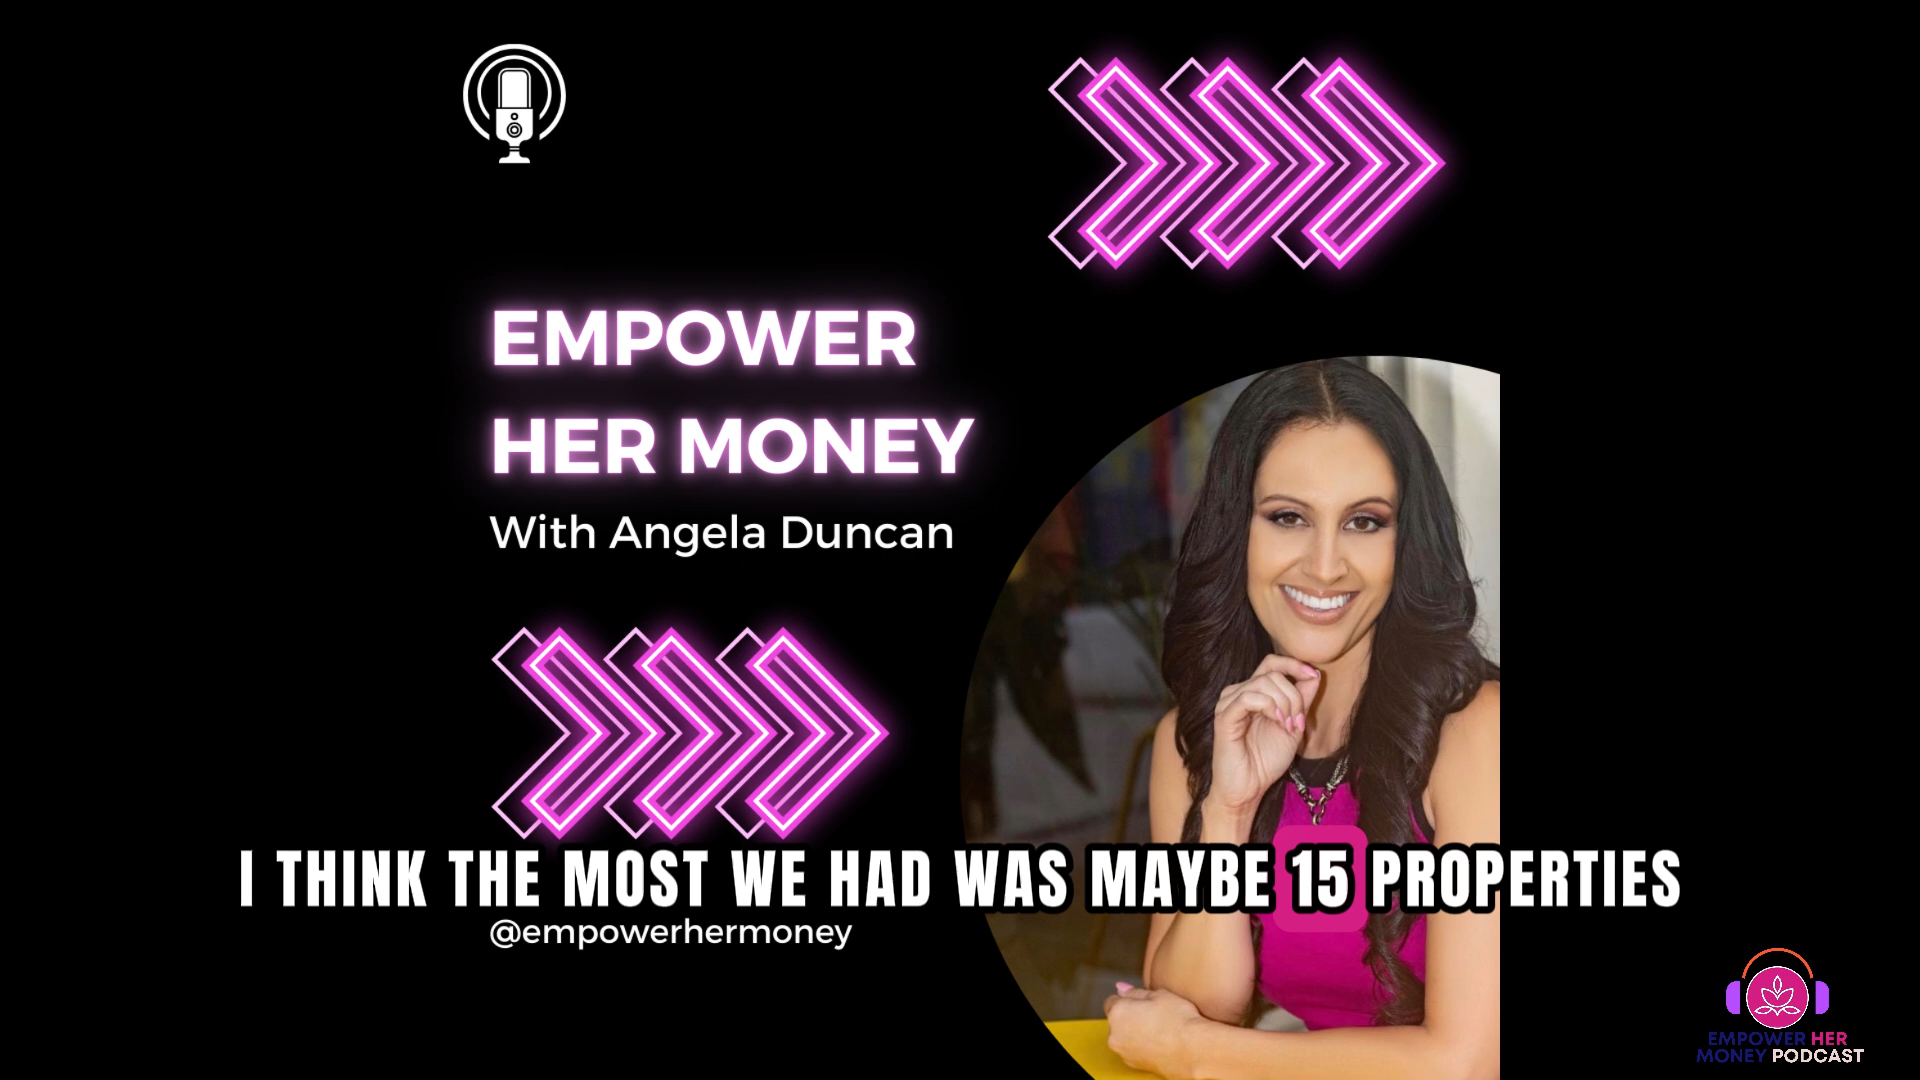 EMPOWER
HER MONEY
With Angela Duncan
I THINK THE MOST WE HAD WAS MAYBE 15 PROPERTIES
@empowerhermoney
EMPOWER HER
MONEY PODCAST